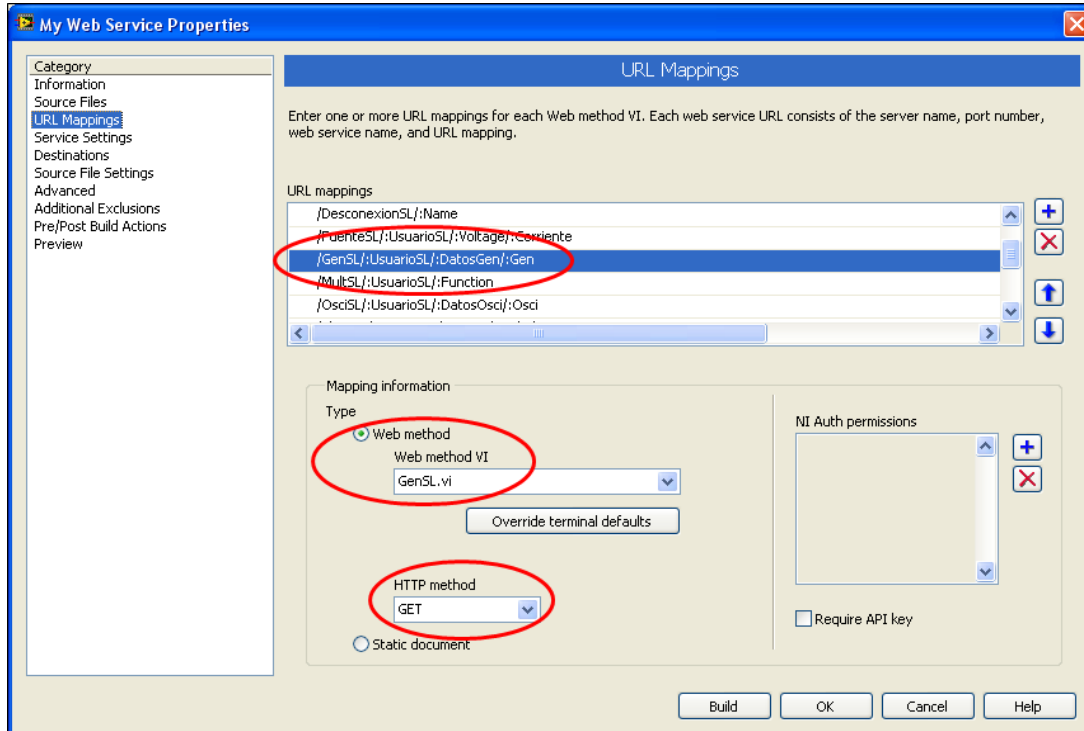 My Web Service Properties
Category
Information
Source Files
URL Mappings
Service Settings
Destinations
Source File Settings
Advanced
Additional Exclusions
Pre/Post Build Actions
Preview
URL Mappings
Enter one or more URL mappings for each Web method VI. Each web service URL consists of the server name, port number,
web service name, and URL mapping.
URL mappings
/DesconexionSL/:Name
/FuenteSL/:UsuarioSL/:Voltage/:Corriente
/GenSL/:UsuarioSL/:DatosGen/:Gen
/MultSL/:UsuarioSL/:Function
/OsciSL/:UsuarioSL/:DatosOsci/:Osci
Mapping information
Type
Web method
Web method VI
GenSL.vi
Override terminal defaults
HTTP method
GET
Static document
NI Auth permissions
Require API key
Build
OK
Cancel
Help